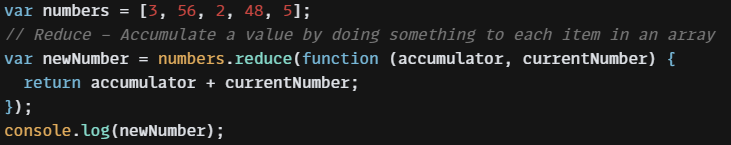 var numbers = [3, 56, 2, 48, 5];
// Reduce – Accumulate a value by doing something to each item in an array
var newNumber = numbers.reduce(function (accumulator, currentNumber) {
  return accumulator + currentNumber;
});
console.log(newNumber);